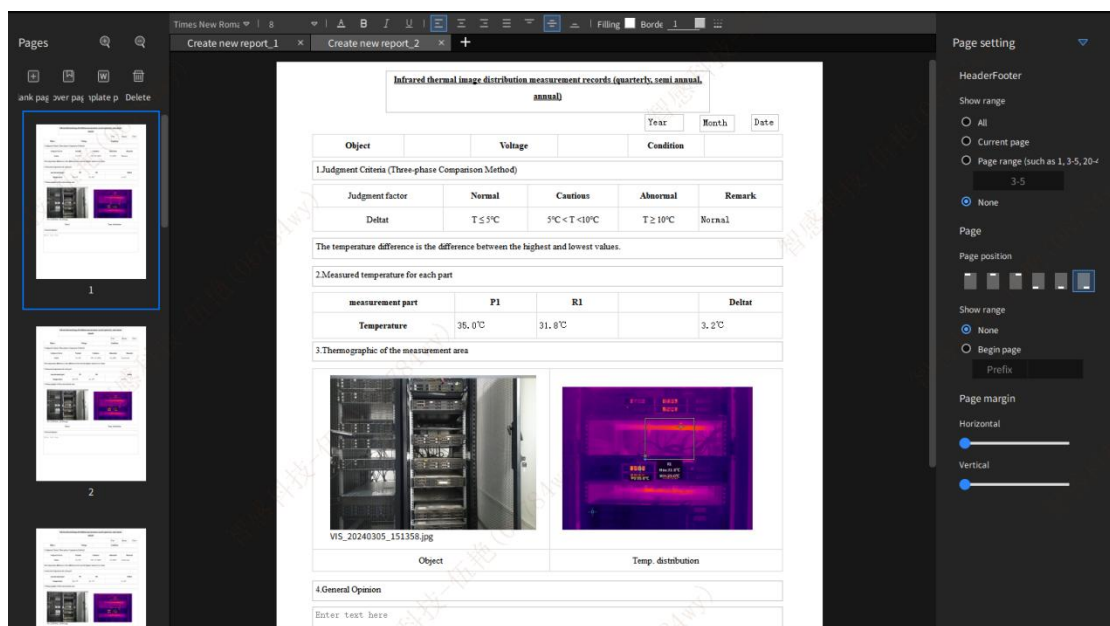 Times New Roma 8 A B I U Filling Borde 1
Pages
Create new report_1 × Create new report_2 × +
Page setting
ank pag over pag plate p Delete
HeaderFooter
Show range
All
Current page
Page range (such as 1, 3-5, 20-4
3-5
None
Page
Page position
Show range
None
Begin page
Prefix
Page margin
Horizontal
Vertical
1
2
Infrared thermal image distribution measurement records (quarterly, semi annual,
annual)
Year Month Date
Object Voltage Condition
1.Judgment Criteria (Three-phase Comparison Method)
Judgment factor Normal Cautious Abnormal Remark
Deltat T≤5℃ 5℃<T<10℃ T≥10℃ Normal
The temperature difference is the difference between the highest and lowest values.
2.Measured temperature for each part
measurement part P1 R1 Deltat
Temperature 35.0℃ 31.8℃ 3.2℃
3.Thermographic of the measurement area
VIS_20240305_151358.jpg
Object Temp. distribution
4.General Opinion
Enter text here